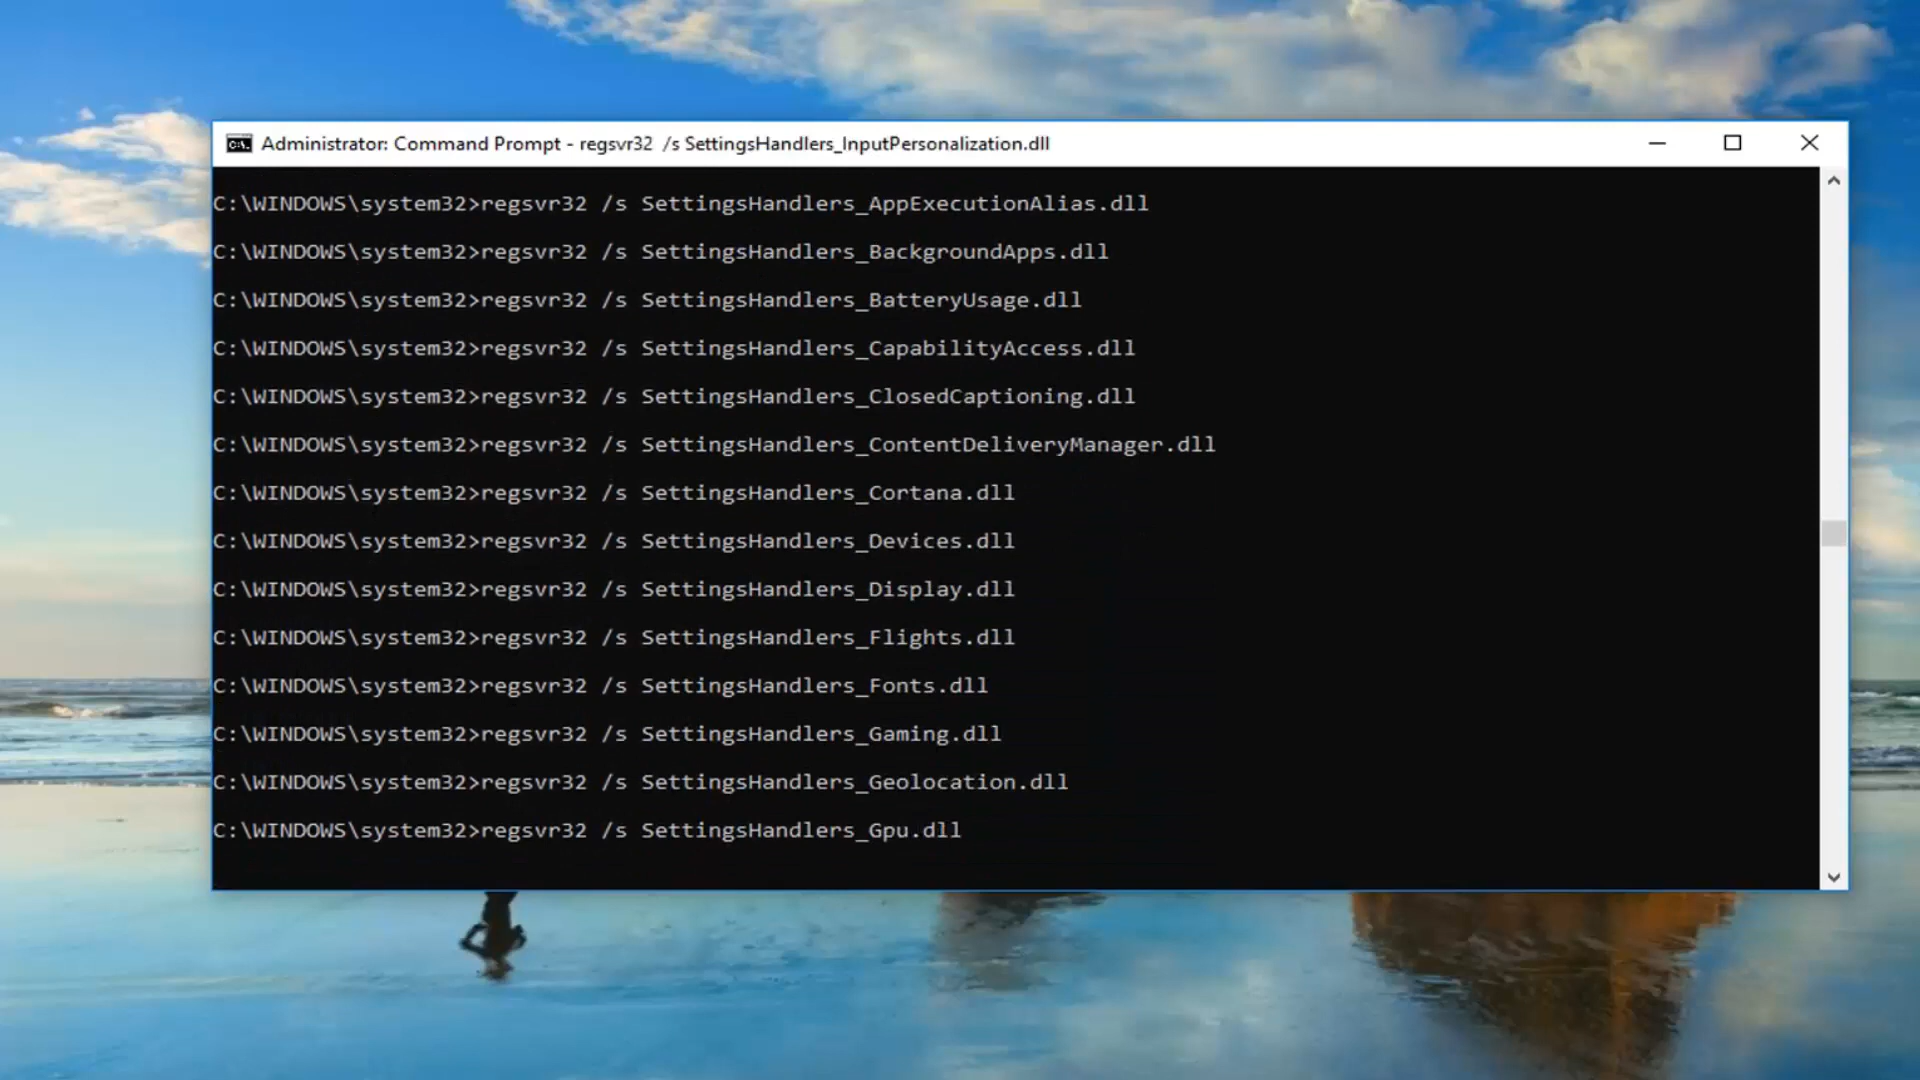 Administrator: Command Prompt - regsvr32  /s SettingsHandlers_InputPersonalization.dll
C:\WINDOWS\system32>regsvr32 /s SettingsHandlers_AppExecutionAlias.dll
C:\WINDOWS\system32>regsvr32 /s SettingsHandlers_BackgroundApps.dll
C:\WINDOWS\system32>regsvr32 /s SettingsHandlers_BatteryUsage.dll
C:\WINDOWS\system32>regsvr32 /s SettingsHandlers_CapabilityAccess.dll
C:\WINDOWS\system32>regsvr32 /s SettingsHandlers_ClosedCaptioning.dll
C:\WINDOWS\system32>regsvr32 /s SettingsHandlers_ContentDeliveryManager.dll
C:\WINDOWS\system32>regsvr32 /s SettingsHandlers_Cortana.dll
C:\WINDOWS\system32>regsvr32 /s SettingsHandlers_Devices.dll
C:\WINDOWS\system32>regsvr32 /s SettingsHandlers_Display.dll
C:\WINDOWS\system32>regsvr32 /s SettingsHandlers_Flights.dll
C:\WINDOWS\system32>regsvr32 /s SettingsHandlers_Fonts.dll
C:\WINDOWS\system32>regsvr32 /s SettingsHandlers_Gaming.dll
C:\WINDOWS\system32>regsvr32 /s SettingsHandlers_Geolocation.dll
C:\WINDOWS\system32>regsvr32 /s SettingsHandlers_Gpu.dll